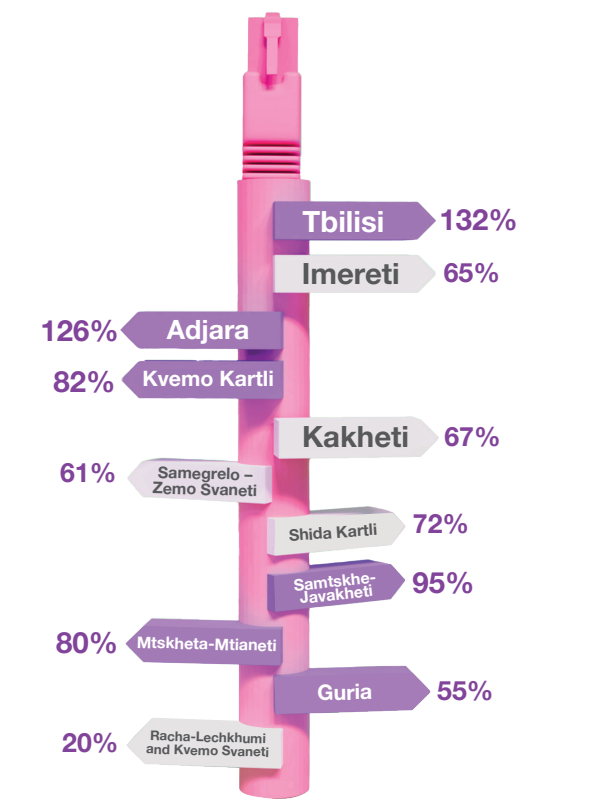 Tbilisi 132%
Imereti 65%
126% Adjara
82% Kvemo Kartli
Kakheti 67%
61% Samegrelo –
Zemo Svaneti
Shida Kartli 72%
Samtskhe-
Javakheti 95%
80% Mtskheta-Mtianeti
Guria 55%
20% Racha-Lechkhumi
and Kvemo Svaneti